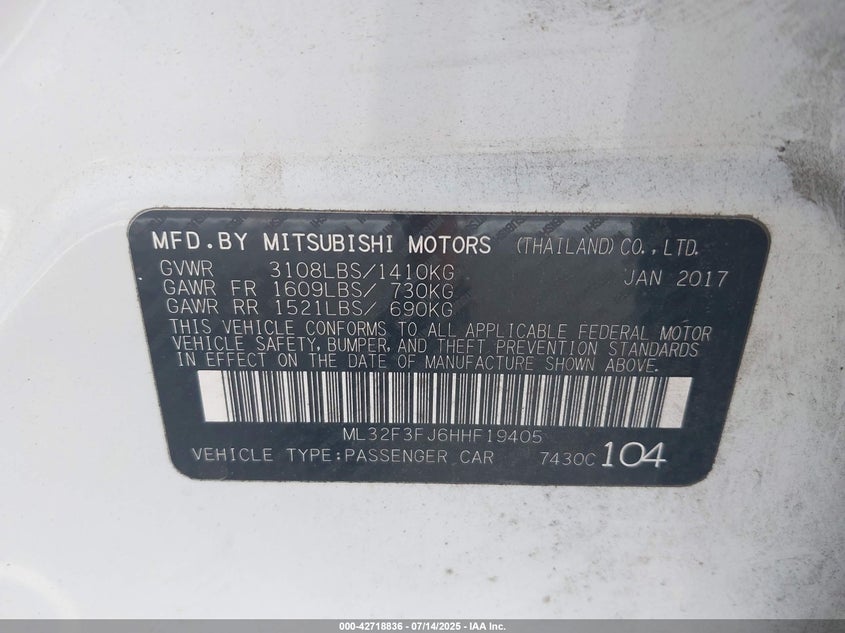 MFD.BY MITSUBISHI MOTORS (THAILAND) CO.,LTD.
GVWR 3108LBS/1410KG JAN 2017
GAWR FR 1609LBS/ 730KG
GAWR RR 1521LBS/ 690KG
THIS VEHICLE CONFORMS TO ALL APPLICABLE FEDERAL MOTOR
VEHICLE SAFETY, BUMPER, AND THEFT PREVENTION STANDARDS
IN EFFECT ON THE DATE OF MANUFACTURE SHOWN ABOVE.
ML32F3FJ6HHF19405
VEHICLE TYPE:PASSENGER CAR 7430C 104
000-42718836 - 07/14/2025 - IAA Inc.